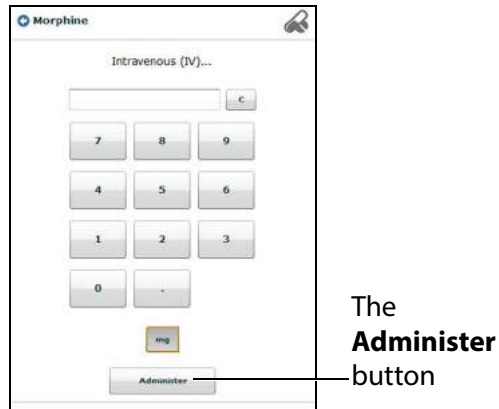 Morphine
Intravenous (IV)...
c
7 8 9
4 5 6
1 2 3
0 .
mg
Administer
The
Administer
button